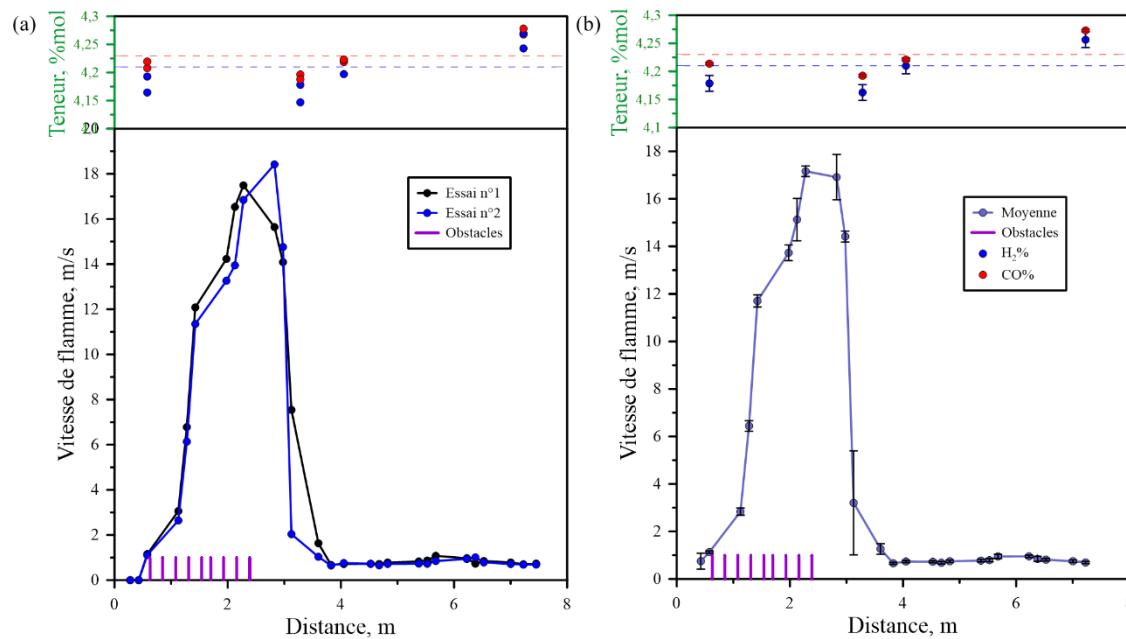 (a)
Teneur, %mol
4,3
4,25
4,2
4,15
4,1
20
18
16
14
12
10
8
6
4
2
0
Vitesse de flamme, m/s
Essai n°1
Essai n°2
Obstacles
0
2
4
6
8
Distance, m
(b)
Teneur, %mol
4,3
4,25
4,2
4,15
4,1
18
16
14
12
10
8
6
4
2
0
Vitesse de flamme, m/s
Moyenne
Obstacles
H₂%
CO%
0
2
4
6
Distance, m